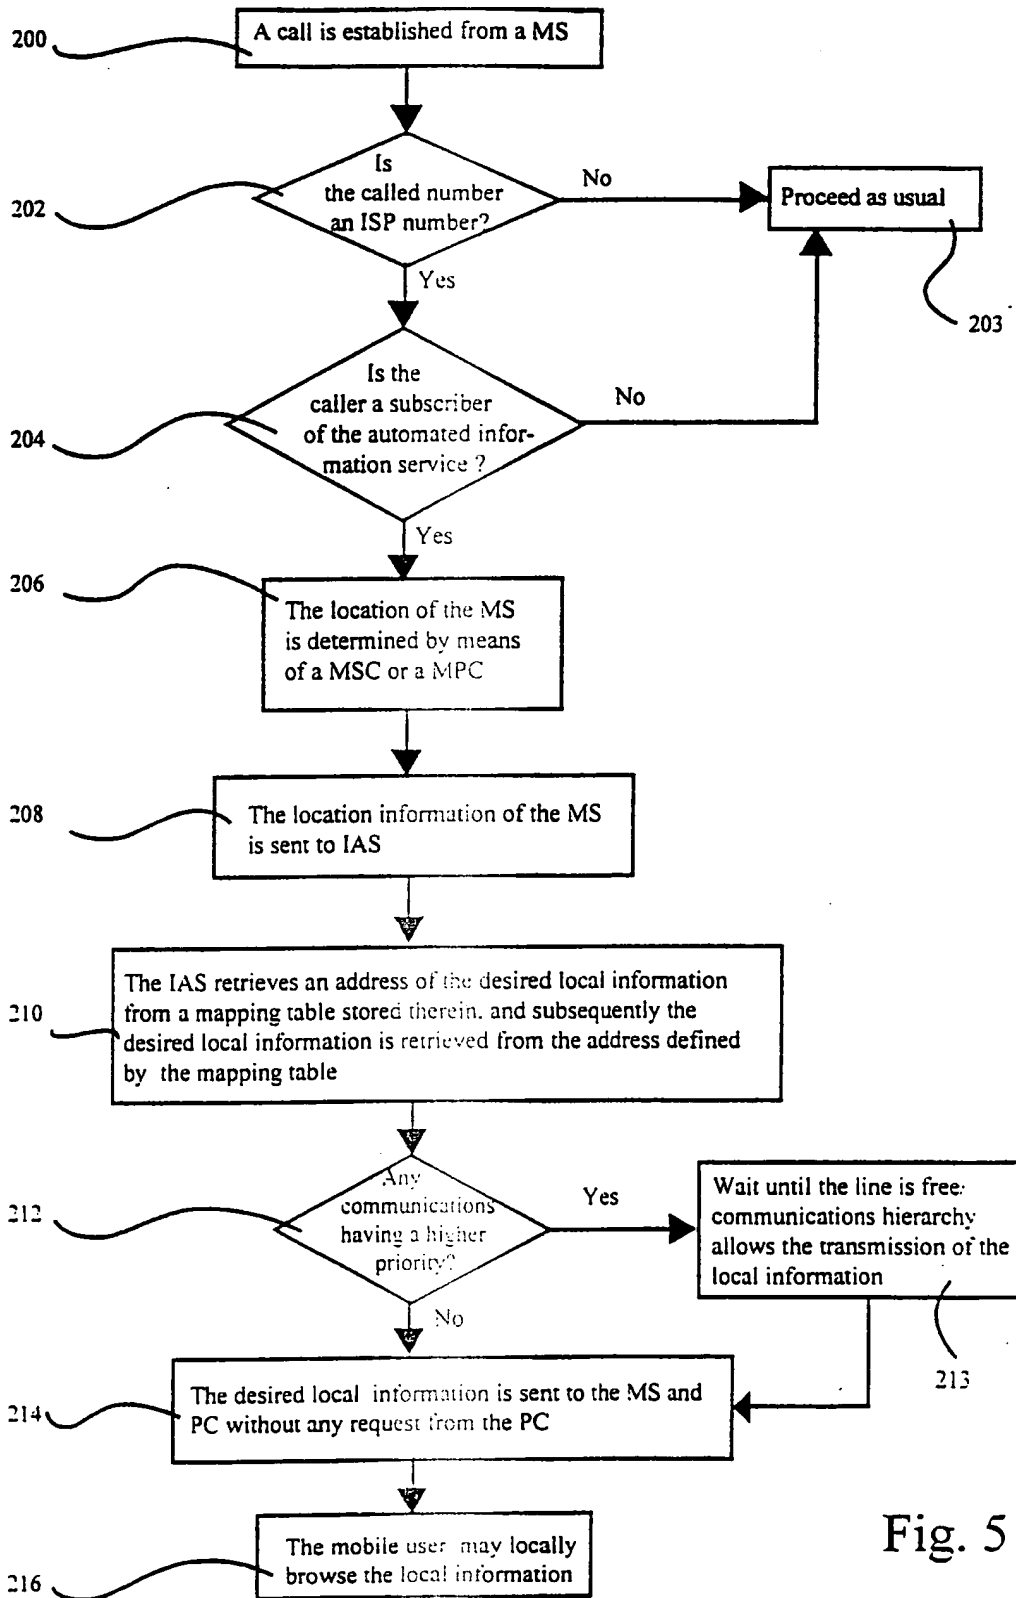 200
A call is established from a MS
202
Is
the called number
an ISP number?
No
Proceed as usual
203
Yes
204
Is the
caller a subscriber
of the automated infor-
mation service ?
No
Yes
206
The location of the MS
is determined by means
of a MSC or a MPC
208
The location information of the MS
is sent to IAS
210
The IAS retrieves an address of the desired local information
from a mapping table stored therein, and subsequently the
desired local information is retrieved from the address defined
by the mapping table
212
Any
communications
having a higher
priority?
Yes
Wait until the line is free/
communications hierarchy
allows the transmission of the
local information
213
No
214
The desired local information is sent to the MS and
PC without any request from the PC
216
The mobile user may locally
browse the local information
Fig. 5